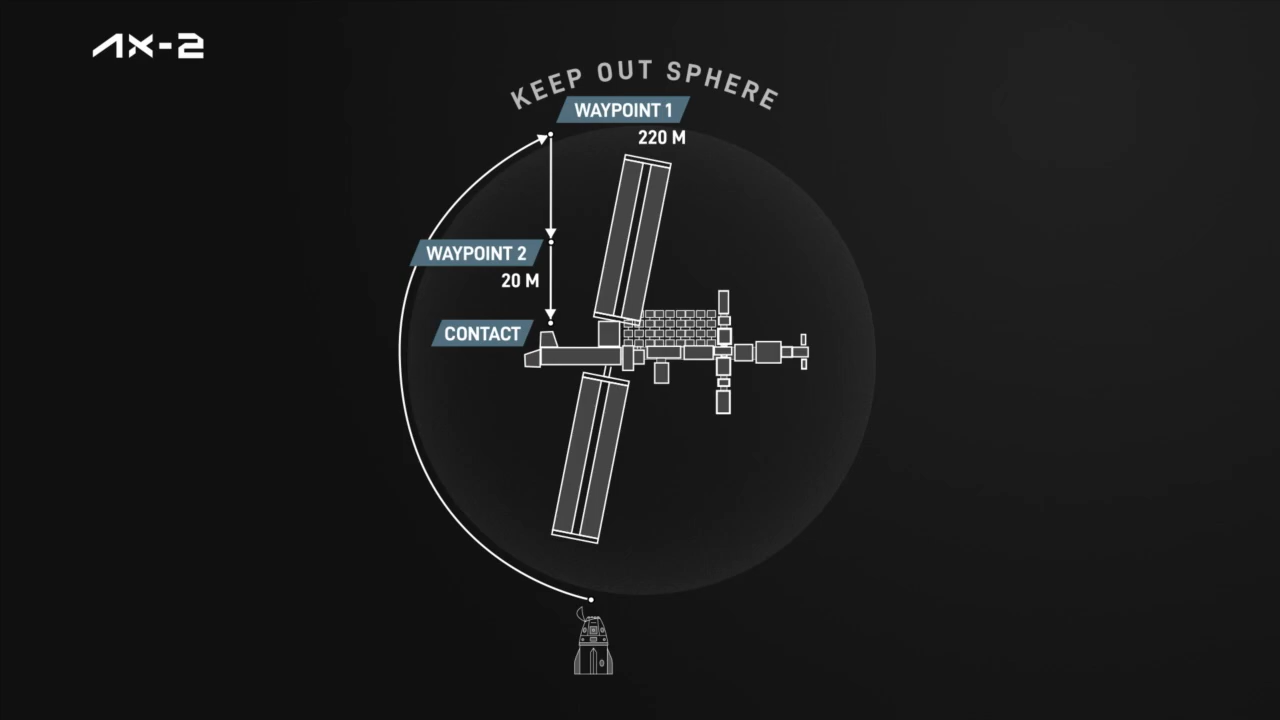 AX-2
KEEP OUT SPHERE
WAYPOINT 1
220 M
WAYPOINT 2
20 M
CONTACT